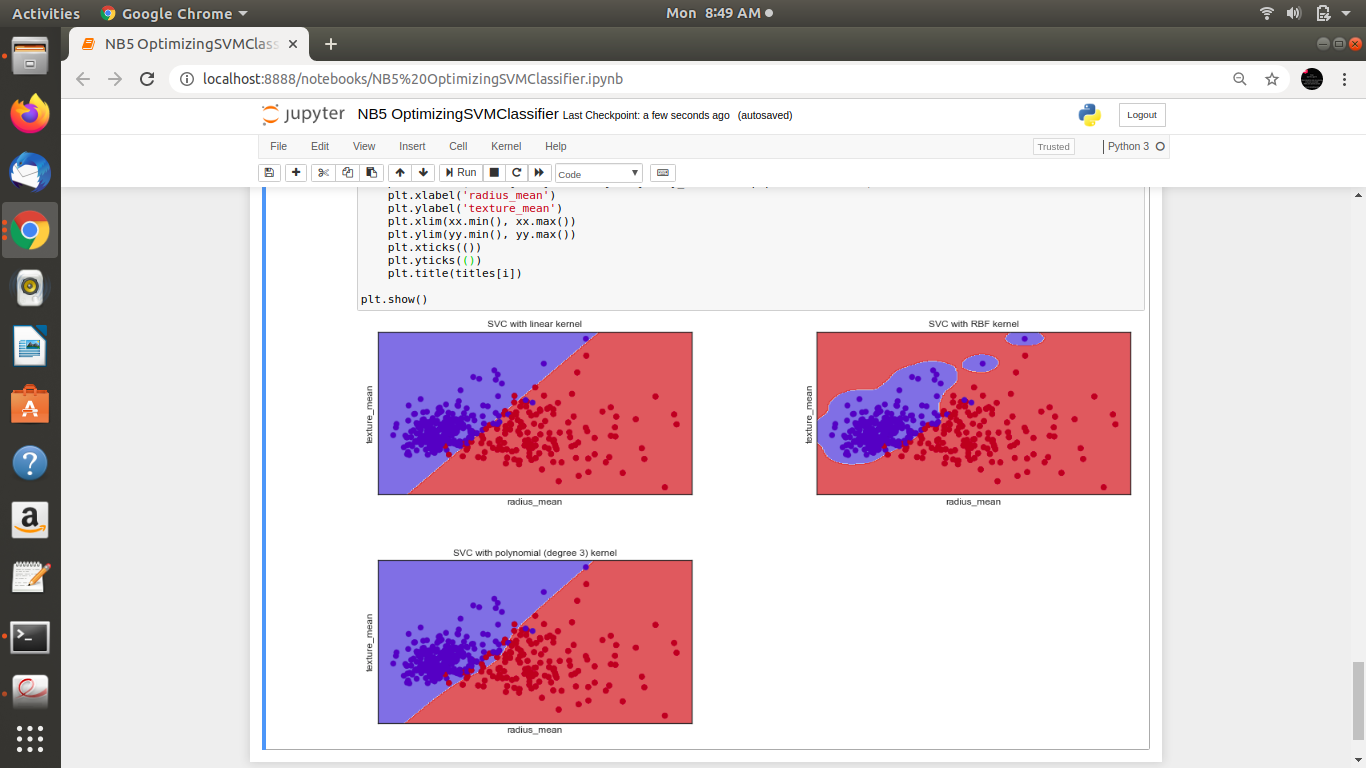 Activities
Google Chrome
Mon 8:49 AM
NB5 OptimizingSVMClass
localhost:8888/notebooks/NB5%20OptimizingSVMClassifier.ipynb
jupyter NB5 OptimizingSVMClassifier Last Checkpoint: a few seconds ago (autosaved)
Logout
File Edit View Insert Cell Kernel Help
Trusted
Python 3
Run
Code
plt.xlabel('radius_mean')
plt.ylabel('texture_mean')
plt.xlim(xx.min(), xx.max())
plt.ylim(yy.min(), yy.max())
plt.xticks(())
plt.yticks(())
plt.title(titles[i])
plt.show()
SVC with linear kernel
texture_mean
radius_mean
SVC with RBF kernel
texture_mean
radius_mean
SVC with polynomial (degree 3) kernel
texture_mean
radius_mean